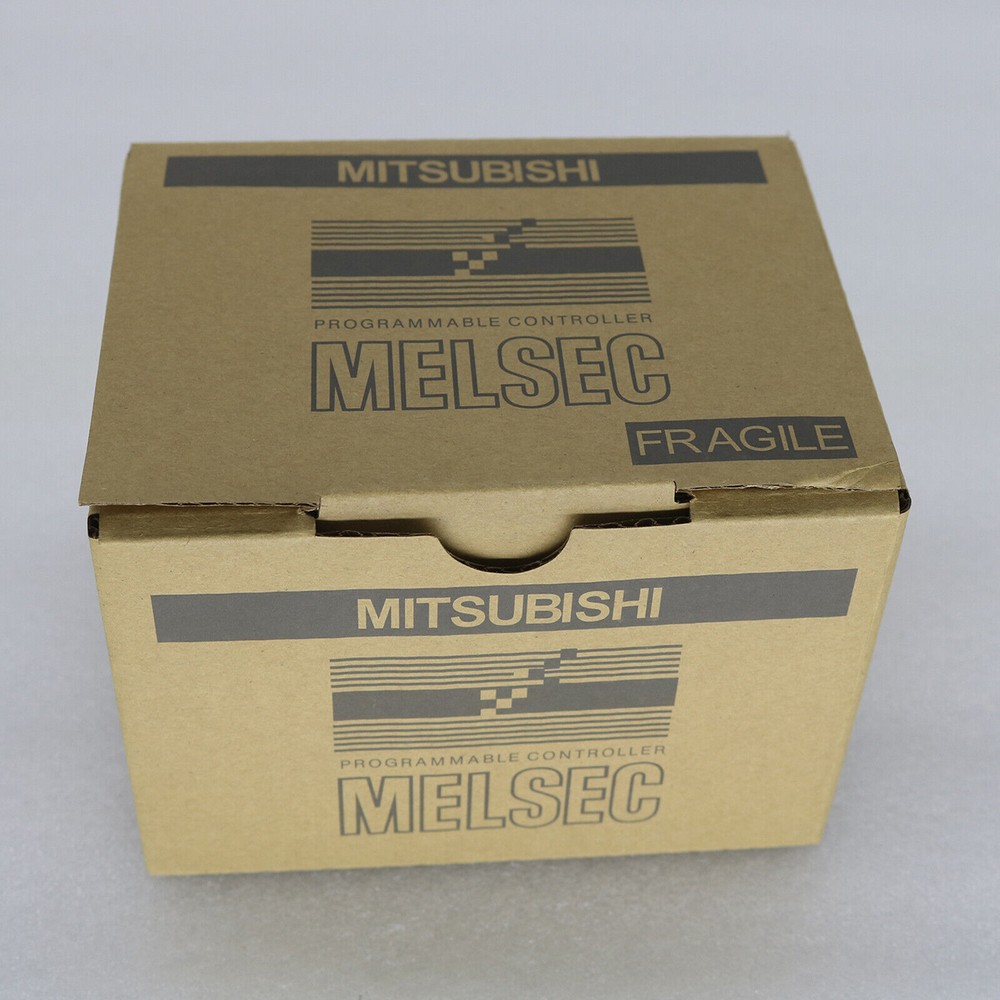 MITSUBISHI
PROGRAMMABLE CONTROLLER
MELSEC
FRAGILE
MITSUBISHI
PROGRAMMABLE CONTROLLER
MELSEC